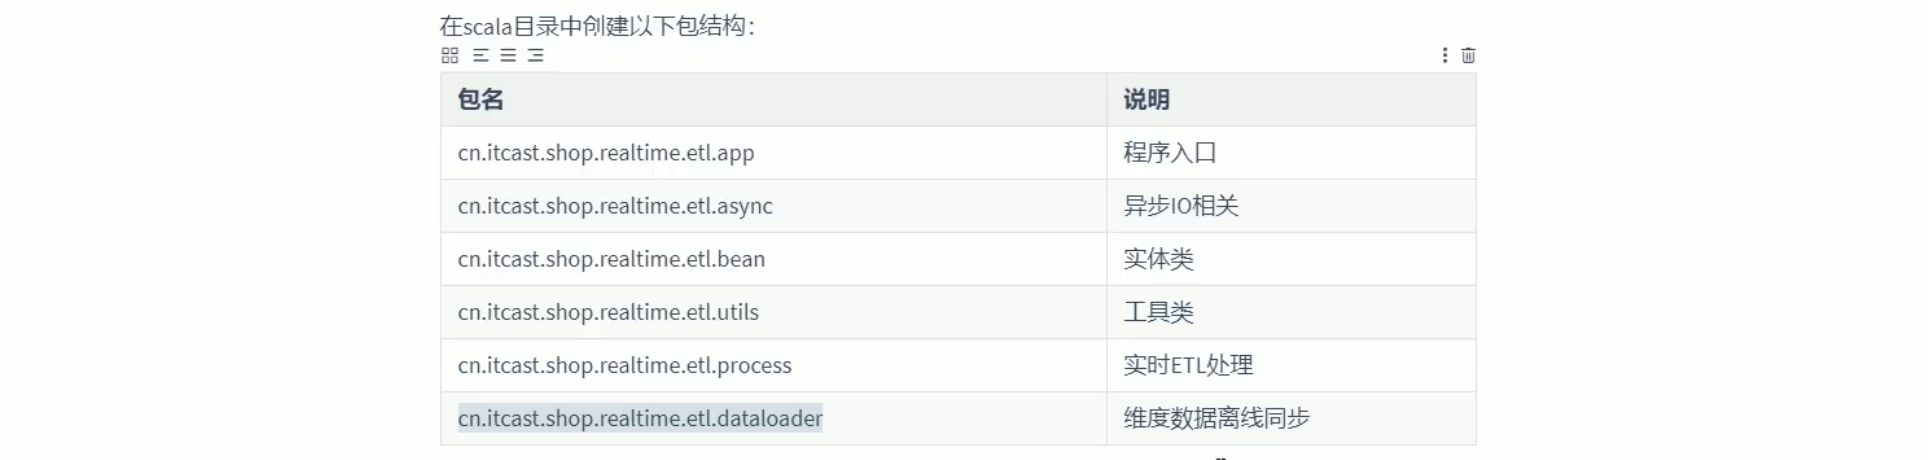 在scala目录中创建以下包结构：
包名 说明
cn.itcast.shop.realtime.etl.app 程序入口
cn.itcast.shop.realtime.etl.async 异步IO相关
cn.itcast.shop.realtime.etl.bean 实体类
cn.itcast.shop.realtime.etl.utils 工具类
cn.itcast.shop.realtime.etl.process 实时ETL处理
cn.itcast.shop.realtime.etl.dataloader 维度数据离线同步